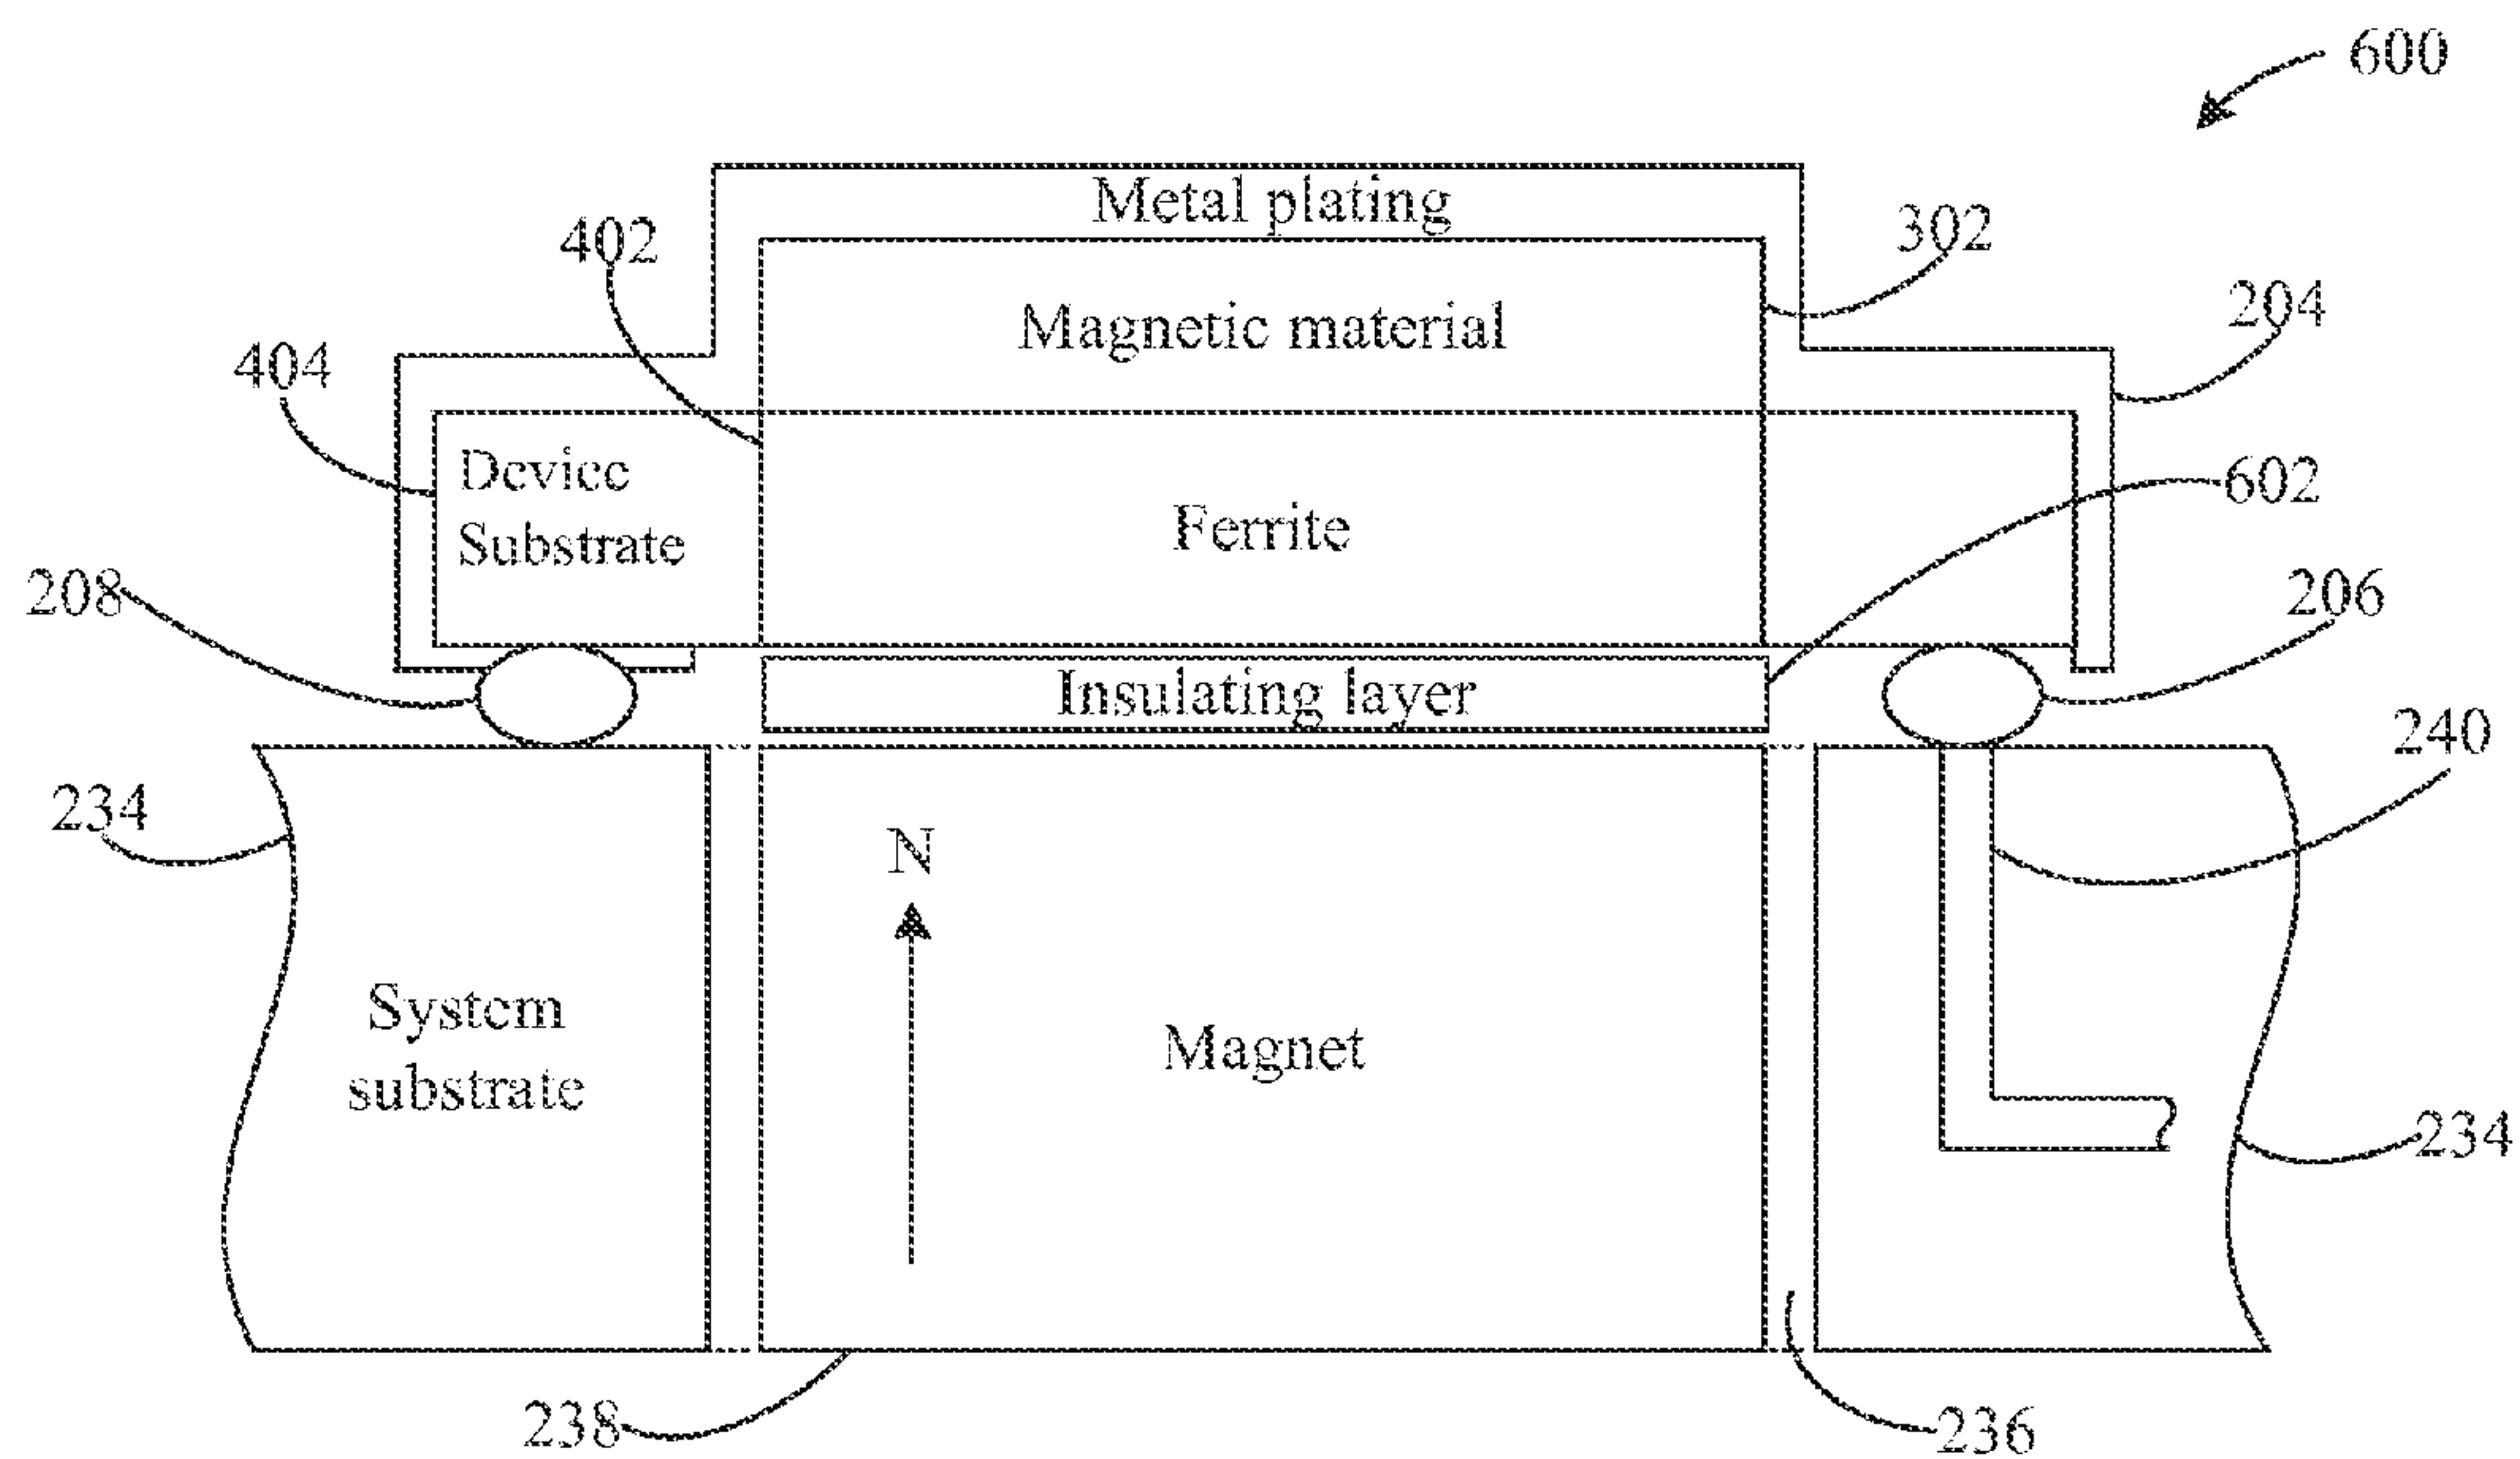 600
Metal plating
402
302
Magnetic material
204
404
Device
Substrate
602
Ferrite
208
206
Insulating layer
240
234
N
System
substrate
Magnet
234
238
236